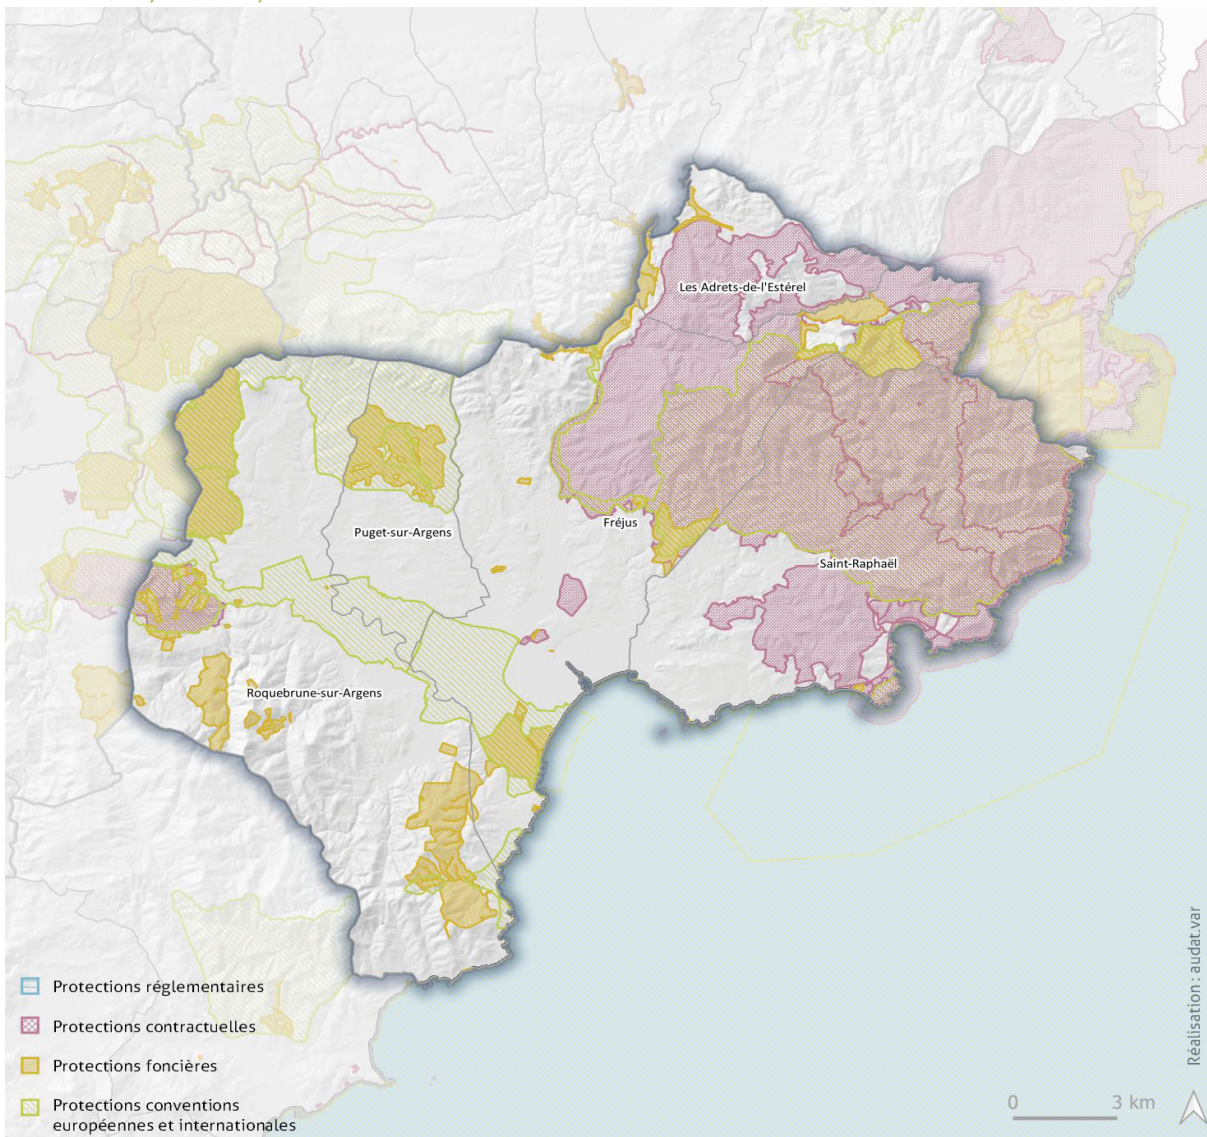 Les Adrets-de-l'Estérel
Fréjus
Puget-sur-Argens
Saint-Raphaël
Roquebrune-sur-Argens
Protections réglementaires
Protections contractuelles
Protections foncières
Protections conventions
européennes et internationales
0 3 km
Réalisation : audat.var